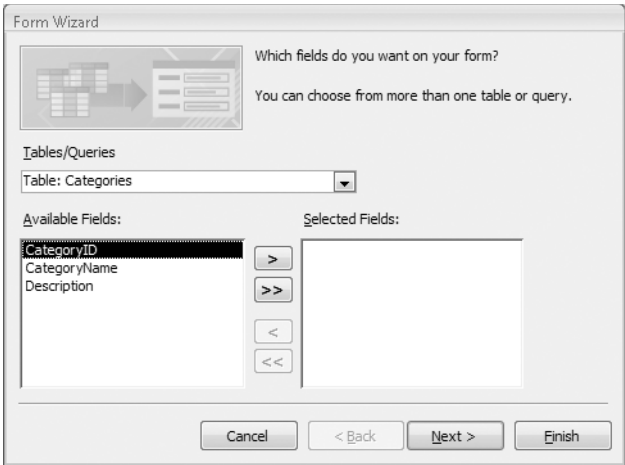 Form Wizard
Which fields do you want on your form?
You can choose from more than one table or query.
Tables/Queries
Table: Categories
Available Fields:
Selected Fields:
CategoryID
CategoryName
Description
>
>>
<
<<
Cancel
< Back
Next >
Finish